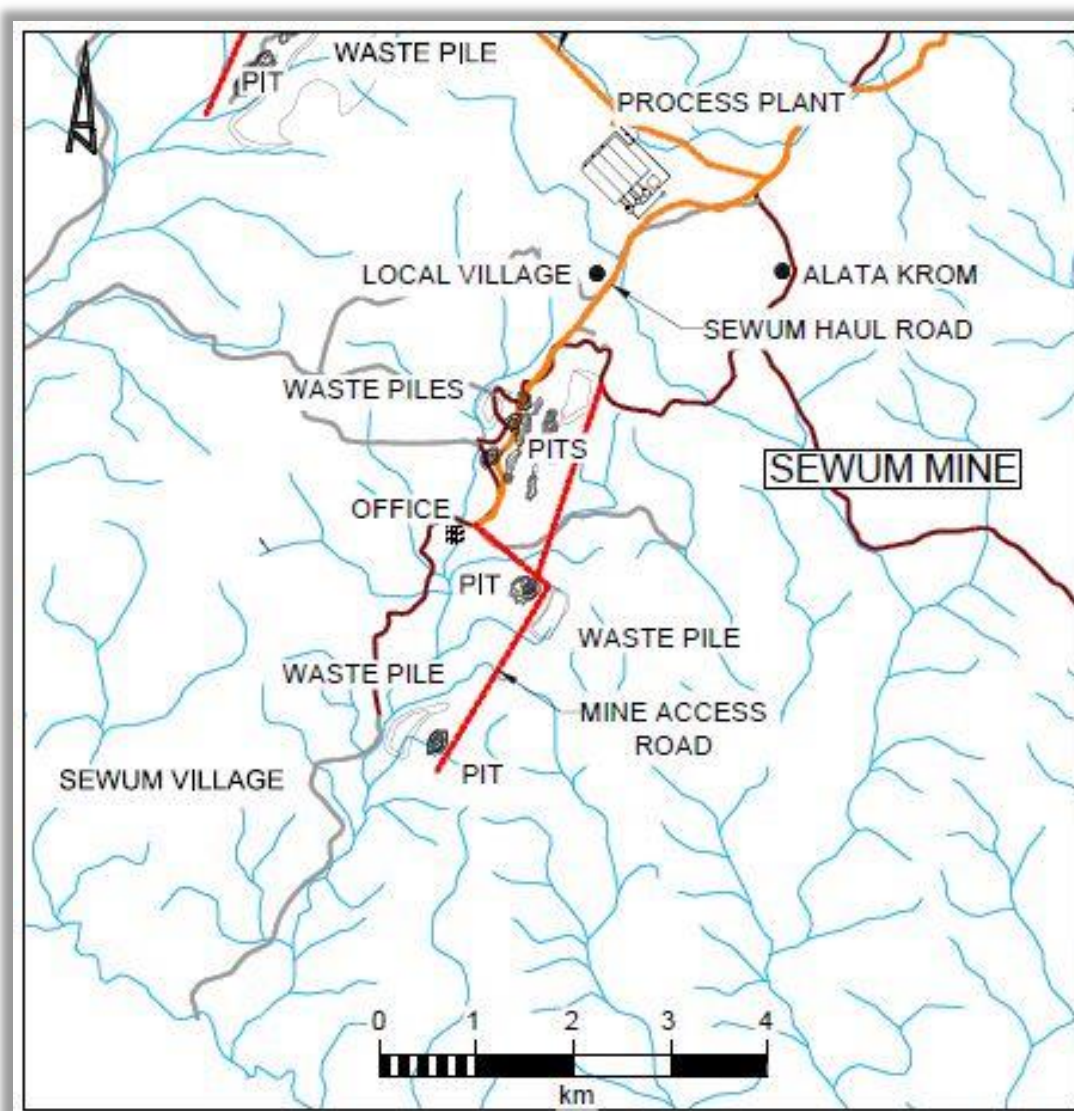 WASTE PILE
PIT
PROCESS PLANT
LOCAL VILLAGE
ALATA KROM
SEWUM HAUL ROAD
WASTE PILES
PITS
SEWUM MINE
OFFICE
PIT
WASTE PILE
WASTE PILE
MINE ACCESS
ROAD
SEWUM VILLAGE
PIT
0 1 2 3 4
km